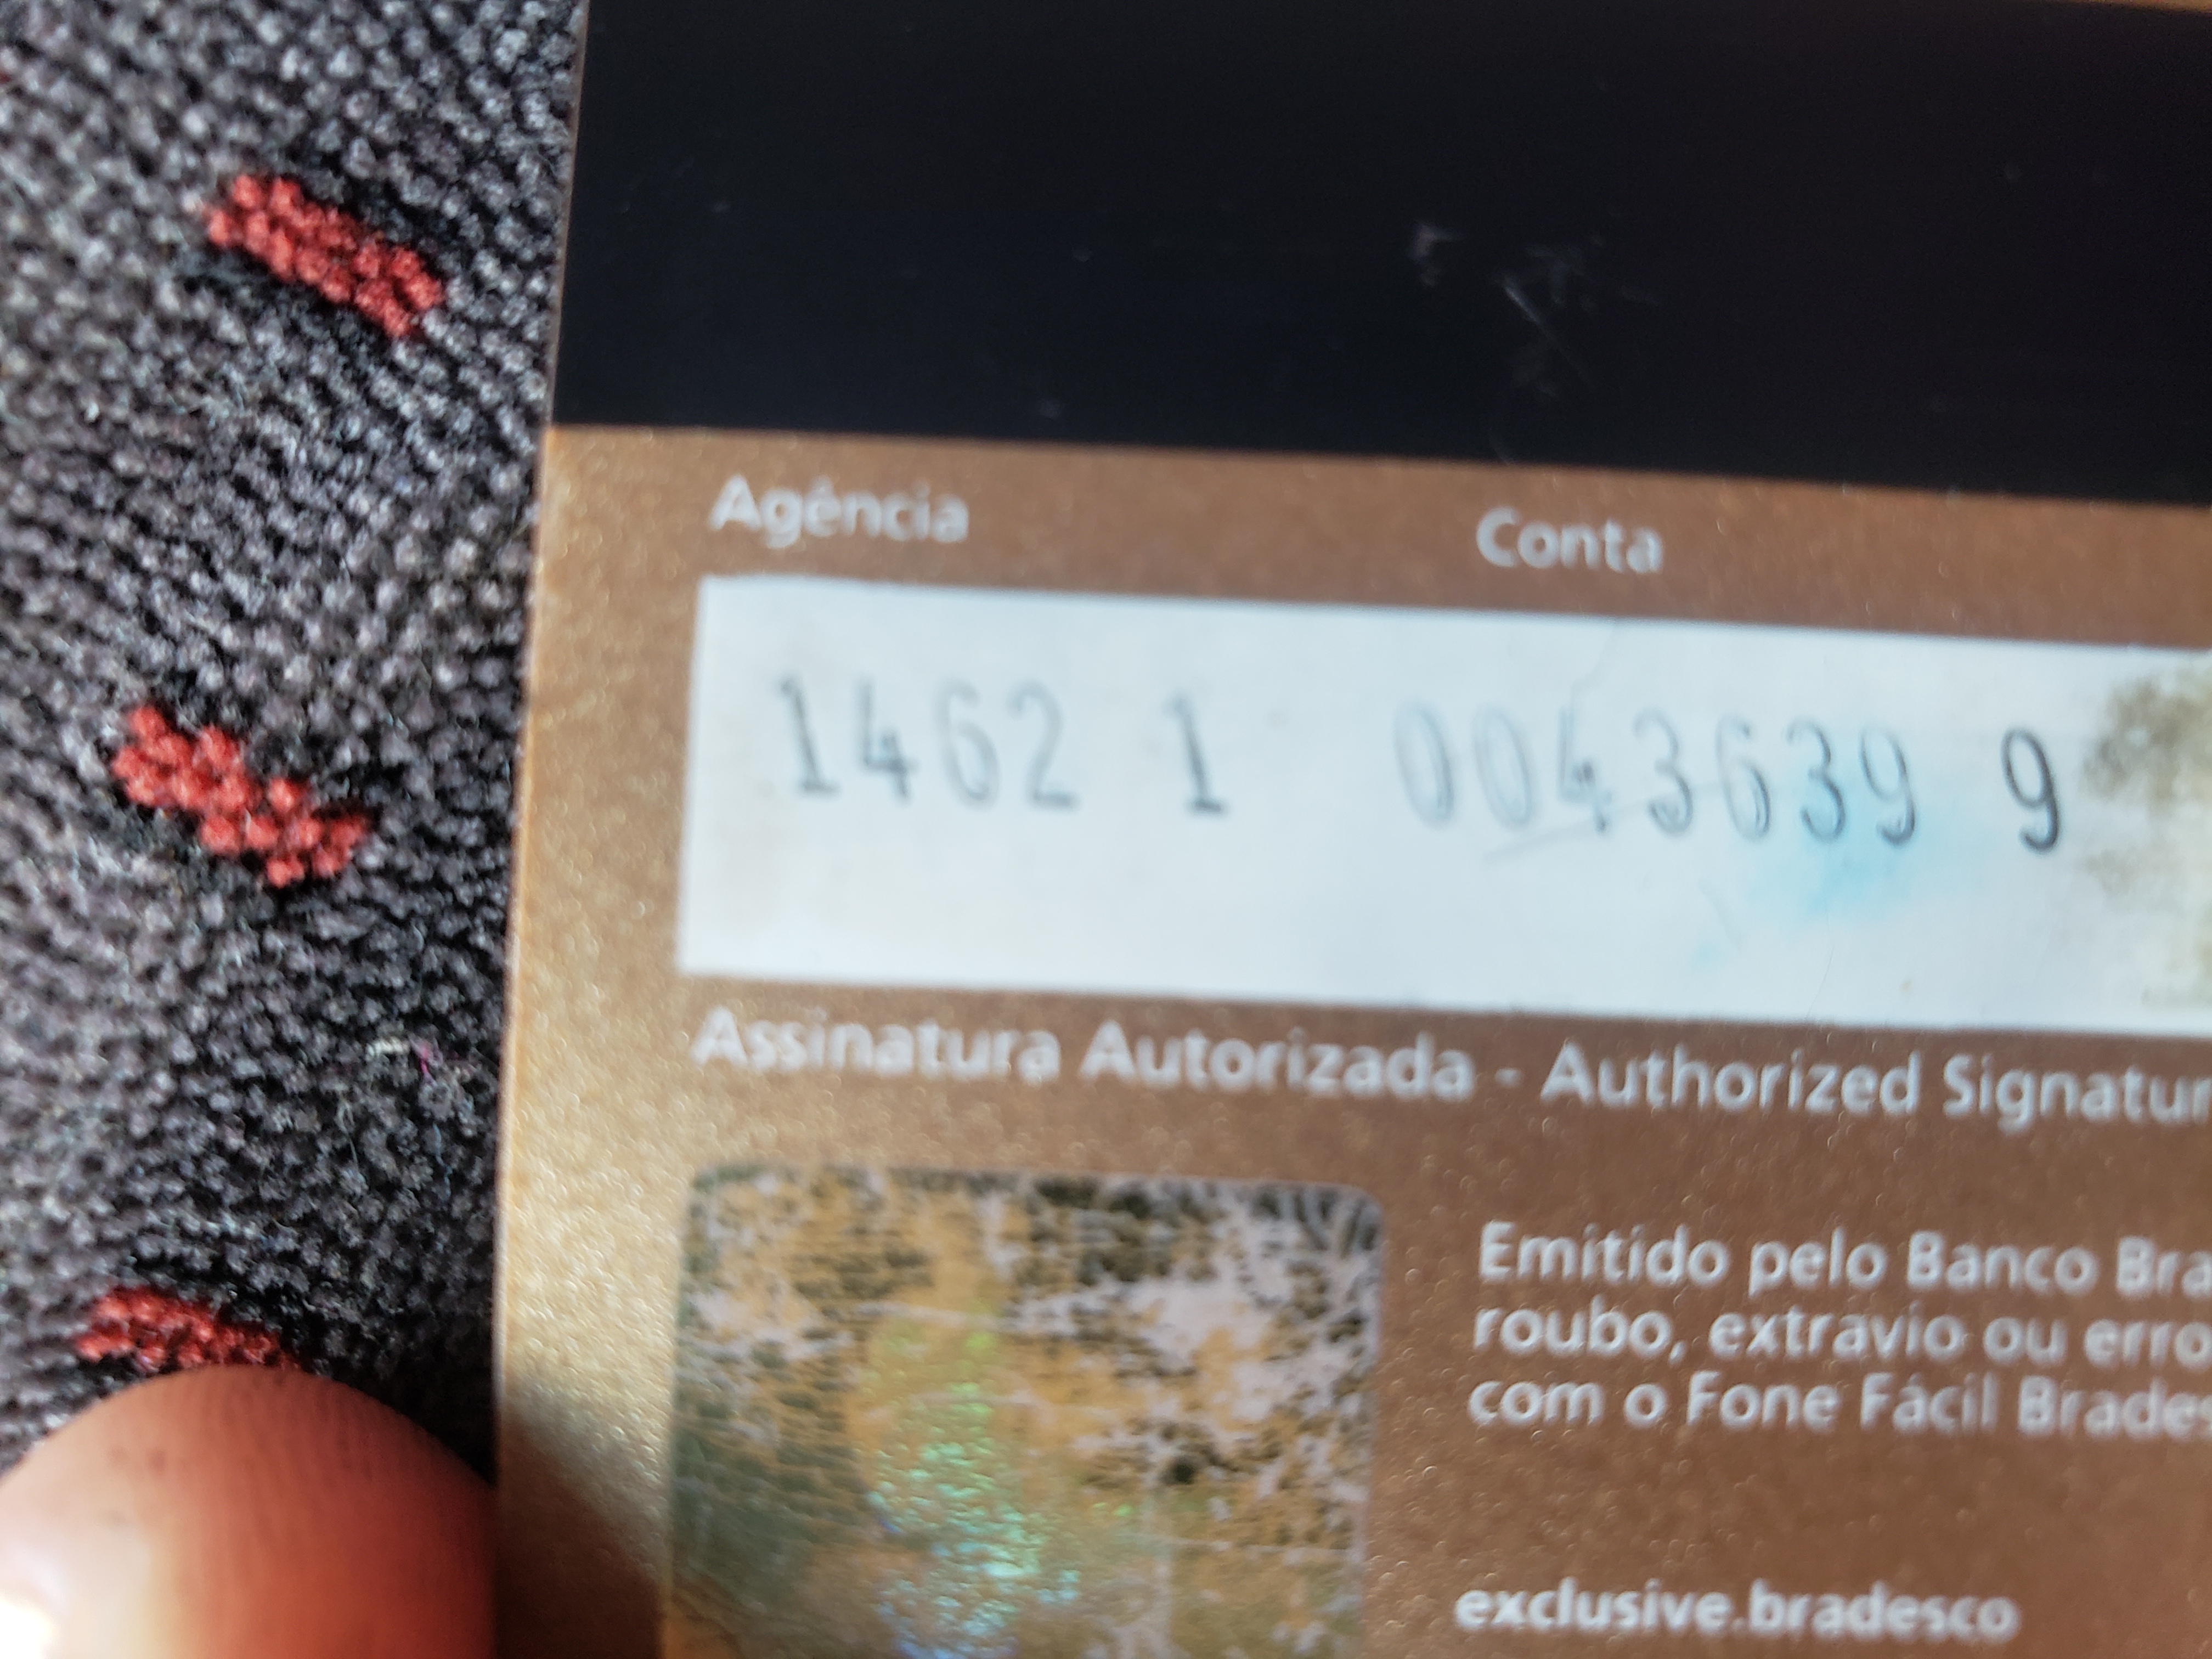 Agência Conta
1462 1 0043639 9
Assinatura Autorizada - Authorized Signatur
Emitido pelo Banco Bra
roubo, extravio ou erro
com o Fone Fácil Brades
exclusive.bradesco